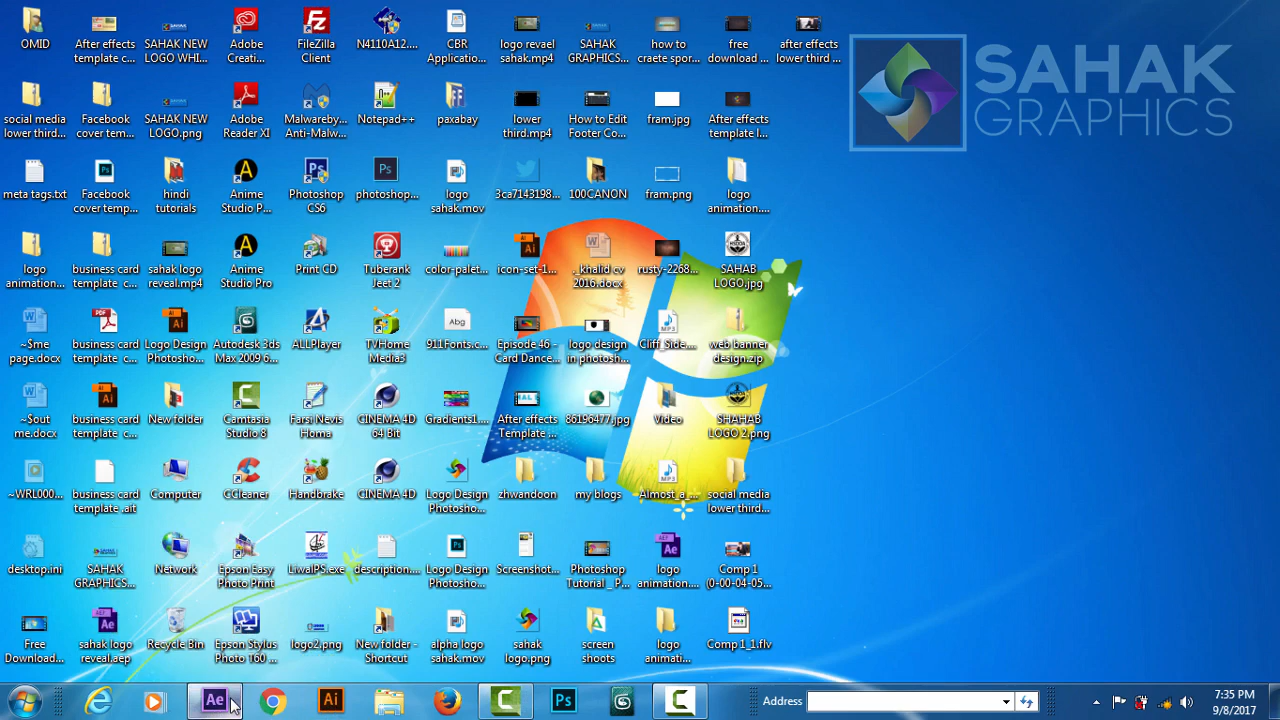 OMID
After effects
template c...
SAHAK NEW
LOGO WHI...
Adobe
Creati...
FileZilla
Client
N4110A12....
CBR
Applicatio...
logo revael
sahak.mp4
SAHAK
GRAPHICS...
how to
craete spor...
free
download ...
after effects
lower third ...
SAHAK
GRAPHICS
social media
lower third...
Facebook
cover tem...
SAHAK NEW
LOGO.png
Adobe
Reader XI
Malwareby...
Anti-Malw...
Notepad++
paxabay
lower
third.mp4
How to Edit
Footer Co...
fram.jpg
After effects
template l...
meta tags.txt
Facebook
cover temp...
hindi
tutorials
Anime
Studio P...
Photoshop
CS6
photoshop...
logo
sahak.mov
3ca7143198...
100CANON
fram.png
logo
animation....
logo
animation...
business card
template c...
sahak logo
reveal.mp4
Anime
Studio Pro
Print CD
Tuberank
Jeet 2
color-palet...
icon-set-1...
._khalid cv
2016.docx
rusty-2268...
SAHAB
LOGO.jpg
~$me
page.docx
business card
template c...
Logo Design
Photosho...
Autodesk 3ds
Max 2009 6...
ALLPlayer
TVHome
Media3
Abg
911Fonts.c...
Episode 46 -
Card Dance...
logo design
in photosh...
Cliff_Side....
web banner
design.zip
~$out
me.docx
business card
template c...
New folder
Camtasia
Studio 8
Farsi Nevis
Homa
CINEMA 4D
64 Bit
Gradients1....
After effects
Template ...
86196477.jpg
Video
SHAHAB
LOGO 2.png
~WRL000...
business card
template .ait
Computer
CCleaner
Handbrake
CINEMA 4D
Logo Design
Photosho...
zhwandoon
my blogs
Almost_a_...
social media
lower third...
desktop.ini
SAHAK
GRAPHICS...
Network
Epson Easy
Photo Print
LiwalPS.exe
description....
Logo Design
Photosho...
Screenshot...
Photoshop
Tutorial _ P...
logo
animation....
Comp 1
(0-00-04-05...
Free
Download...
sahak logo
reveal.aep
Recycle Bin
Epson Stylus
Photo T60 ...
logo2.png
New folder -
Shortcut
alpha logo
sahak.mov
sahak
logo.png
screen
shoots
logo
animati...
Comp 1_1.flv
Ae
Ai
Ps
Address
7:35 PM
9/8/2017